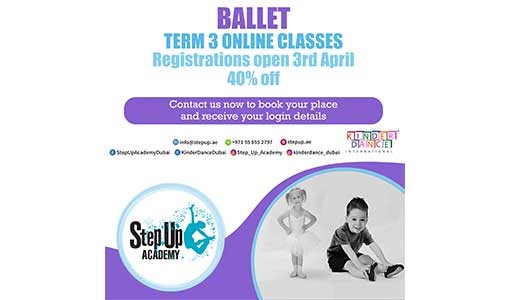 BALLET
TERM 3 ONLINE CLASSES
Registrations open 3rd April
40% off
Contact us now to book your place
and receive your login details
info@stepup.ae +971 55 855 2797 stepup.ae
StepUpAcademyDubai KinderDanceDubai Step_Up_Academy kinderdance_dubai
KINDER
DANCE
INTERNATIONAL
Step Up
ACADEMY